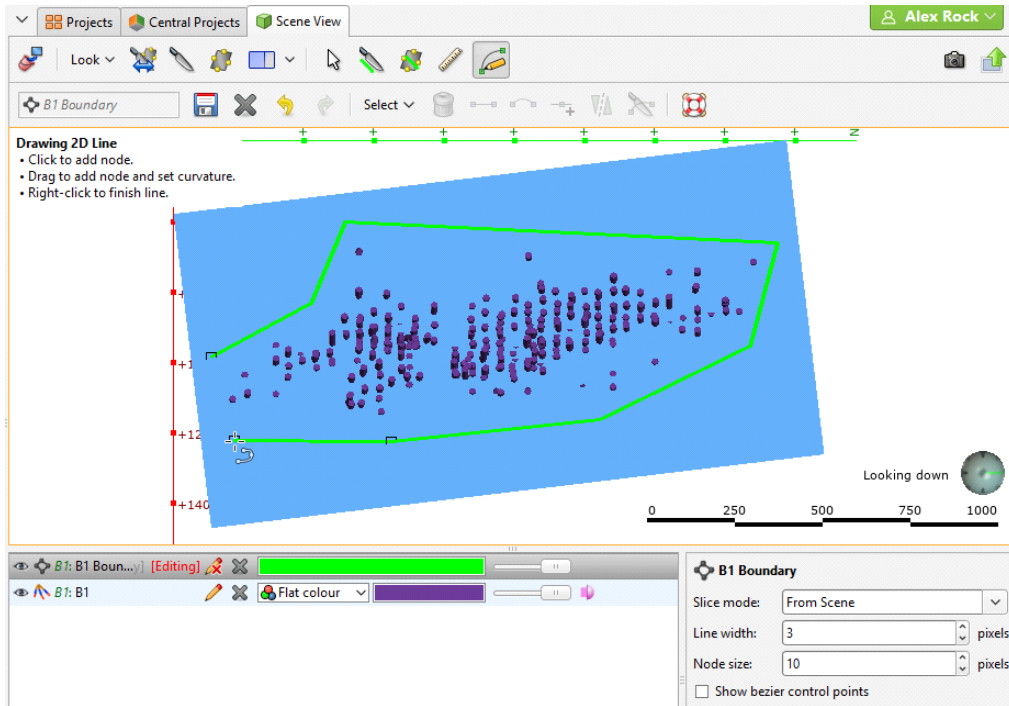 Projects Central Projects Scene View Alex Rock
Look
B1 Boundary Select
Drawing 2D Line
• Click to add node.
• Drag to add node and set curvature.
• Right-click to finish line.
+ + + + + + + + N
+
+1
+12
+140
Looking down
0 250 500 750 1000
B1: B1 Boun...y] [Editing]
B1: B1 Flat colour
B1 Boundary
Slice mode: From Scene
Line width: 3 pixels
Node size: 10 pixels
Show bezier control points